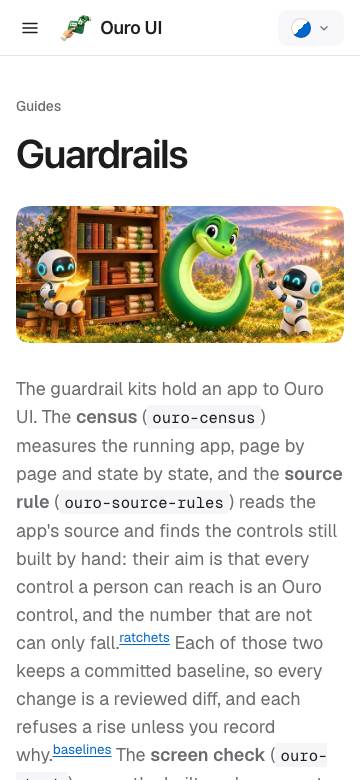 Ouro UI
Guides
Guardrails
The guardrail kits hold an app to Ouro
UI. The census ( ouro-census )
measures the running app, page by
page and state by state, and the source
rule ( ouro-source-rules ) reads the
app's source and finds the controls still
built by hand: their aim is that every
control a person can reach is an Ouro
control, and the number that are not
can only fall.ratchets Each of those two
keeps a committed baseline, so every
change is a reviewed diff, and each
refuses a rise unless you record
why.baselines The screen check ( ouro-